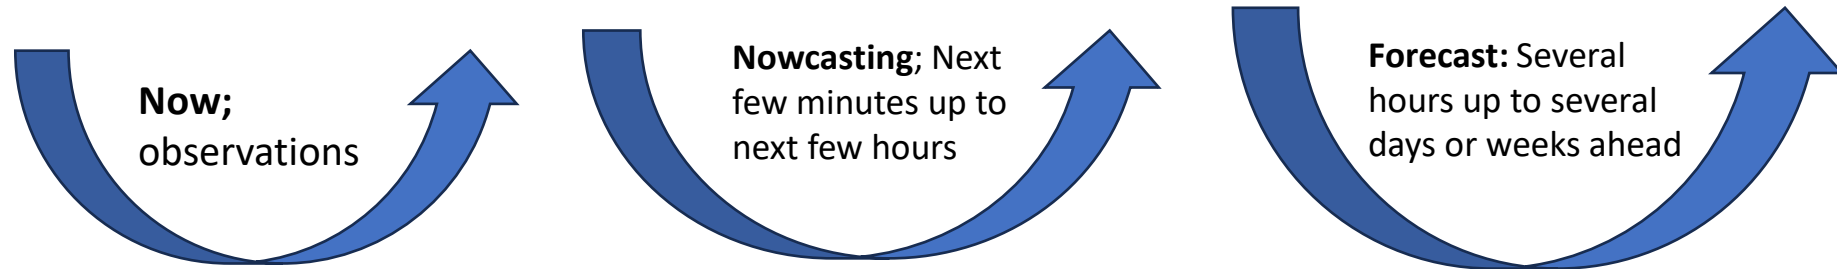 Now;
observations
Nowcasting; Next
few minutes up to
next few hours
Forecast: Several
hours up to several
days or weeks ahead